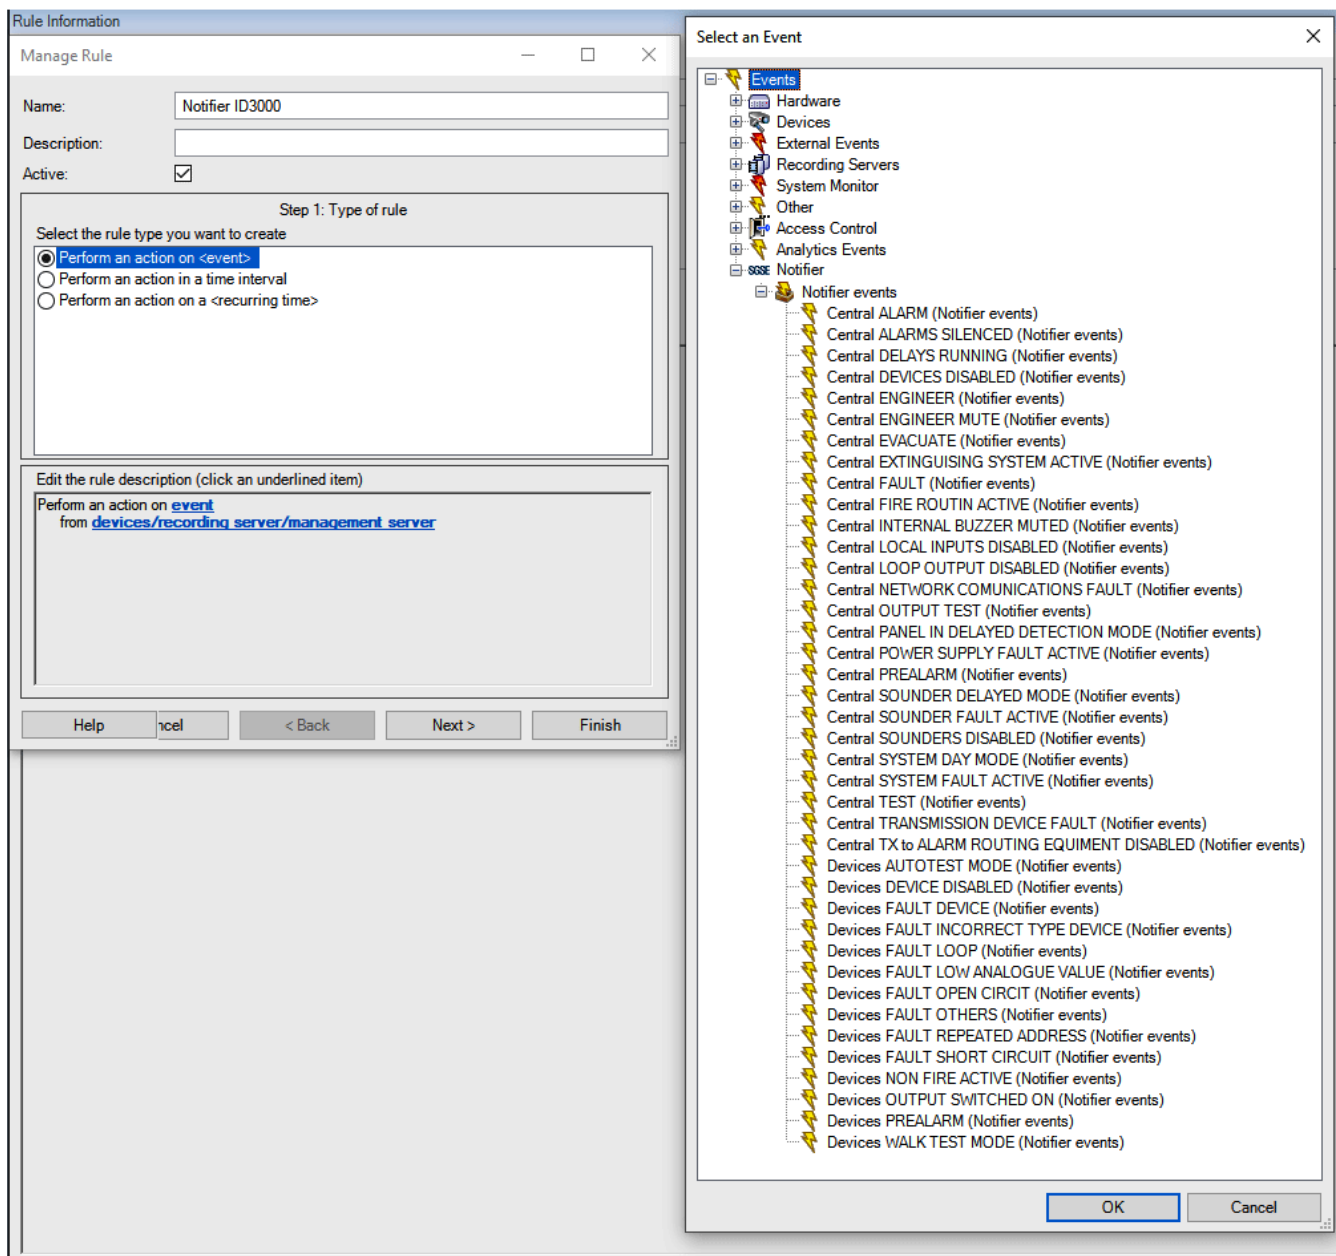 Rule Information
Manage Rule
Name:
Notifier ID3000
Description:
Active:
Step 1: Type of rule
Select the rule type you want to create
Perform an action on <event>
Perform an action in a time interval
Perform an action on a <recurring time>
Edit the rule description (click an underlined item)
Perform an action on event
from devices/recording server/management server
Help
ncel
< Back
Next >
Finish
Select an Event
Events
Hardware
Devices
External Events
Recording Servers
System Monitor
Other
Access Control
Analytics Events
SGSE Notifier
Notifier events
Central ALARM (Notifier events)
Central ALARMS SILENCED (Notifier events)
Central DELAYS RUNNING (Notifier events)
Central DEVICES DISABLED (Notifier events)
Central ENGINEER (Notifier events)
Central ENGINEER MUTE (Notifier events)
Central EVACUATE (Notifier events)
Central EXTINGUISING SYSTEM ACTIVE (Notifier events)
Central FAULT (Notifier events)
Central FIRE ROUTIN ACTIVE (Notifier events)
Central INTERNAL BUZZER MUTED (Notifier events)
Central LOCAL INPUTS DISABLED (Notifier events)
Central LOOP OUTPUT DISABLED (Notifier events)
Central NETWORK COMUNICATIONS FAULT (Notifier events)
Central OUTPUT TEST (Notifier events)
Central PANEL IN DELAYED DETECTION MODE (Notifier events)
Central POWER SUPPLY FAULT ACTIVE (Notifier events)
Central PREALARM (Notifier events)
Central SOUNDER DELAYED MODE (Notifier events)
Central SOUNDER FAULT ACTIVE (Notifier events)
Central SOUNDERS DISABLED (Notifier events)
Central SYSTEM DAY MODE (Notifier events)
Central SYSTEM FAULT ACTIVE (Notifier events)
Central TEST (Notifier events)
Central TRANSMISSION DEVICE FAULT (Notifier events)
Central TX to ALARM ROUTING EQUIMENT DISABLED (Notifier events)
Devices AUTOTEST MODE (Notifier events)
Devices DEVICE DISABLED (Notifier events)
Devices FAULT DEVICE (Notifier events)
Devices FAULT INCORRECT TYPE DEVICE (Notifier events)
Devices FAULT LOOP (Notifier events)
Devices FAULT LOW ANALOGUE VALUE (Notifier events)
Devices FAULT OPEN CIRCIT (Notifier events)
Devices FAULT OTHERS (Notifier events)
Devices FAULT REPEATED ADDRESS (Notifier events)
Devices FAULT SHORT CIRCUIT (Notifier events)
Devices NON FIRE ACTIVE (Notifier events)
Devices OUTPUT SWITCHED ON (Notifier events)
Devices PREALARM (Notifier events)
Devices WALK TEST MODE (Notifier events)
OK
Cancel